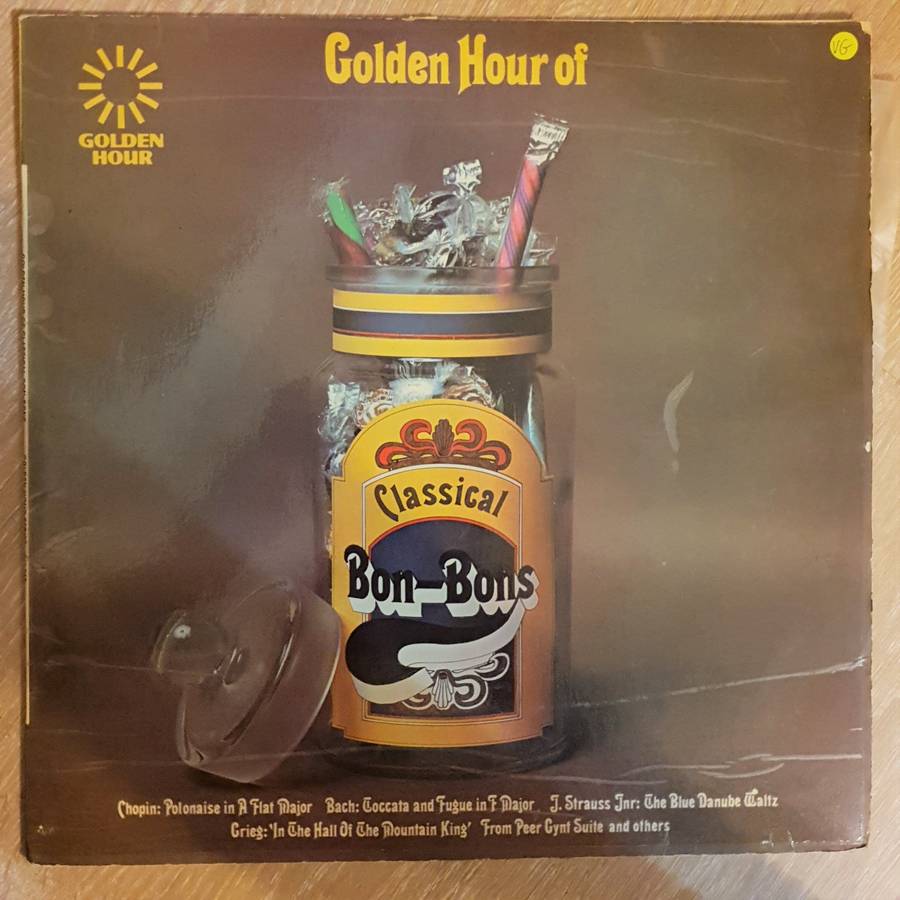 Golden Hour of
VG
GOLDEN
HOUR
Classical
Bon-Bons
Chopin: Polonaise in A Flat Major Bach: Toccata and Fugue in F Major J. Strauss Jnr: The Blue Danube Waltz
Grieg: 'In The Hall Of The Mountain King' From Peer Gynt Suite and others